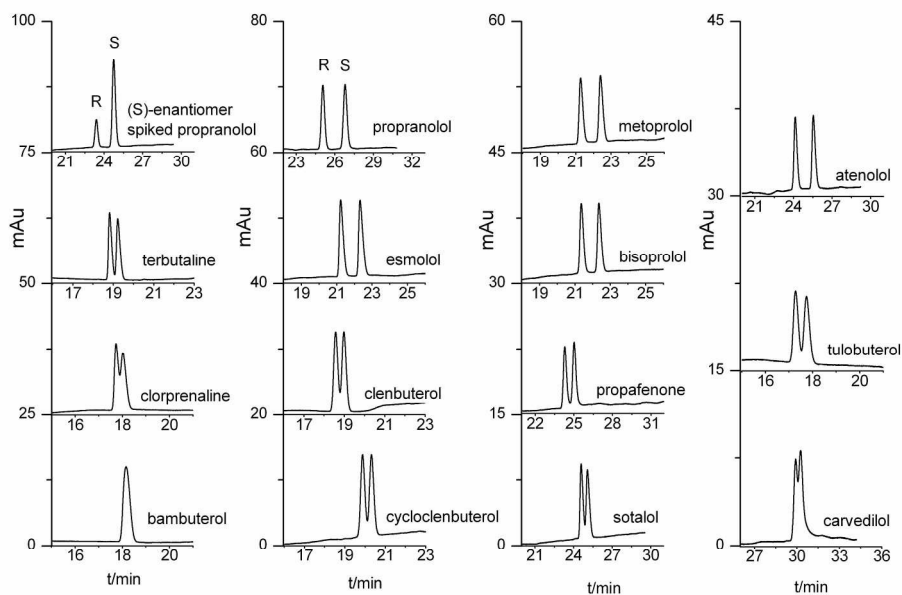 100
mAu
R
S
(S)-enantiomer
spiked propranolol
75
21 24 27 30
terbutaline
50
16 19 21 23
clorprenaline
25
16 18 20
bambuterol
0
16 18 20
t/min
80
mAu
R S
propranolol
60
23 26 29 32
esmolol
40
17 19 21 23 25
clenbuterol
20
17 19 21 23
cycloclenbuterol
0
17 19 21 23
t/min
60
mAu
metoprolol
45
19 21 23 25
bisoprolol
30
19 21 23 25
propafenone
15
22 25 28 31
sotalol
0
21 24 27 30
t/min
45
mAu
atenolol
30
21 24 27 30
tulobuterol
15
16 18 20
carvedilol
0
27 30 33 36
t/min